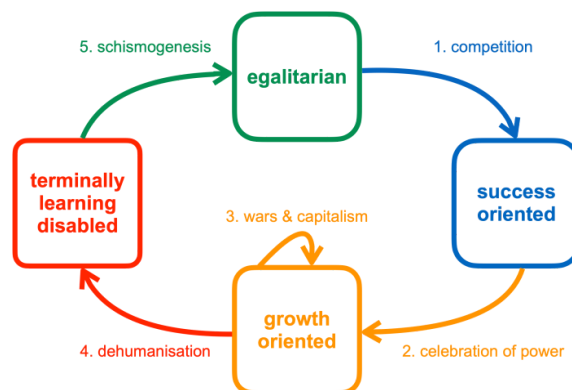 5. schismogenesis
egalitarian
1. competition
terminally
learning
disabled
success
oriented
3. wars & capitalism
growth
oriented
4. dehumanisation
2. celebration of power